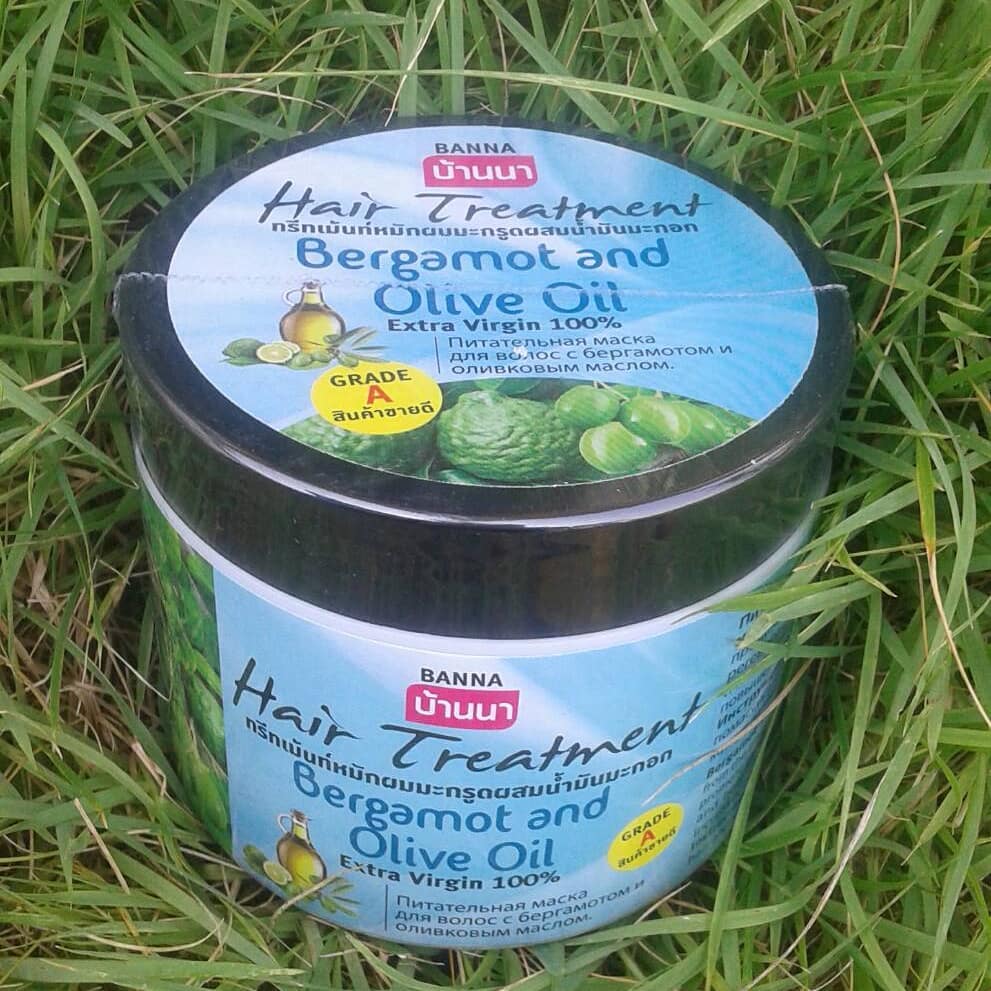 BANNA
บ้านนา
Hair Treatment
ทรีทเม้นท์หมักผมมะกรูดผสมน้ำมันมะกอก
Bergamot and
Olive Oil
Extra Virgin 100%
Питательная маска
для волос с бергамотом и
оливковым маслом.
GRADE
A
สินค้าขายดี
BANNA
บ้านนา
Hair Treatment
ทรีทเม้นท์หมักผมมะกรูดผสมน้ำมันมะกอก
Bergamot and
Olive Oil
Extra Virgin 100%
Питательная маска
для волос с бергамотом и
оливковым маслом.
GRADE
A
สินค้าขายดี